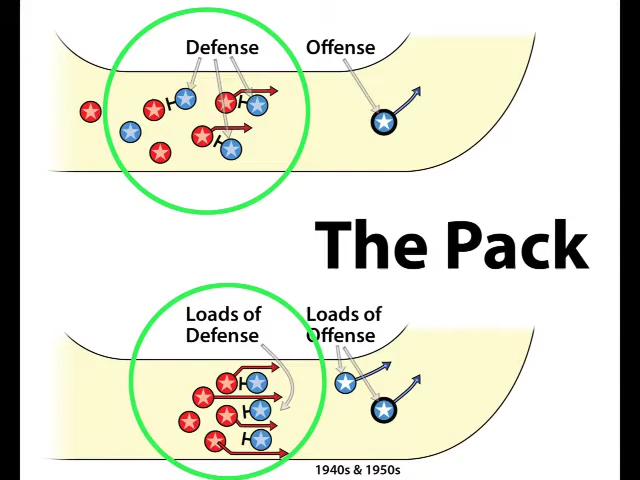 Defense
Offense
The Pack
Loads of
Defense
Loads of
Offense
1940s & 1950s